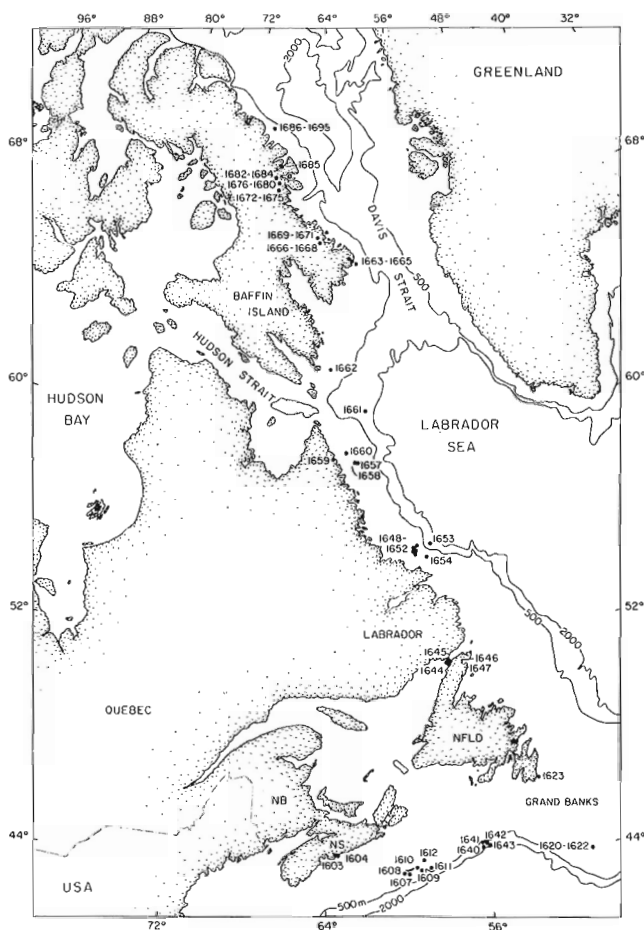 96° 88° 80° 72° 64° 56° 48° 40° 32°
2000
GREENLAND
68° 68°
1686-1695
1685
1682-1684
1676-1680
1672-1675
DAVIS STRAIT
500
1669-1671
1666-1668
1663-1665
BAFFIN
ISLAND
HUDSON STRAIT
1662
60° 60°
HUDSON
BAY
1661
LABRADOR
SEA
1660
1659
1657
1658
1648-
1652
1653
1654
52° 52°
500
2000
LABRADOR
1645
1644
1646
1647
QUEBEC
NFLD
1623
NB
GRAND BANKS
44° 44°
NS
1604
1603
1641
1642
1640
1643
1620-1622
1612
1610
1611
1608
1609
1607
USA
500m
2000
72° 64° 56°